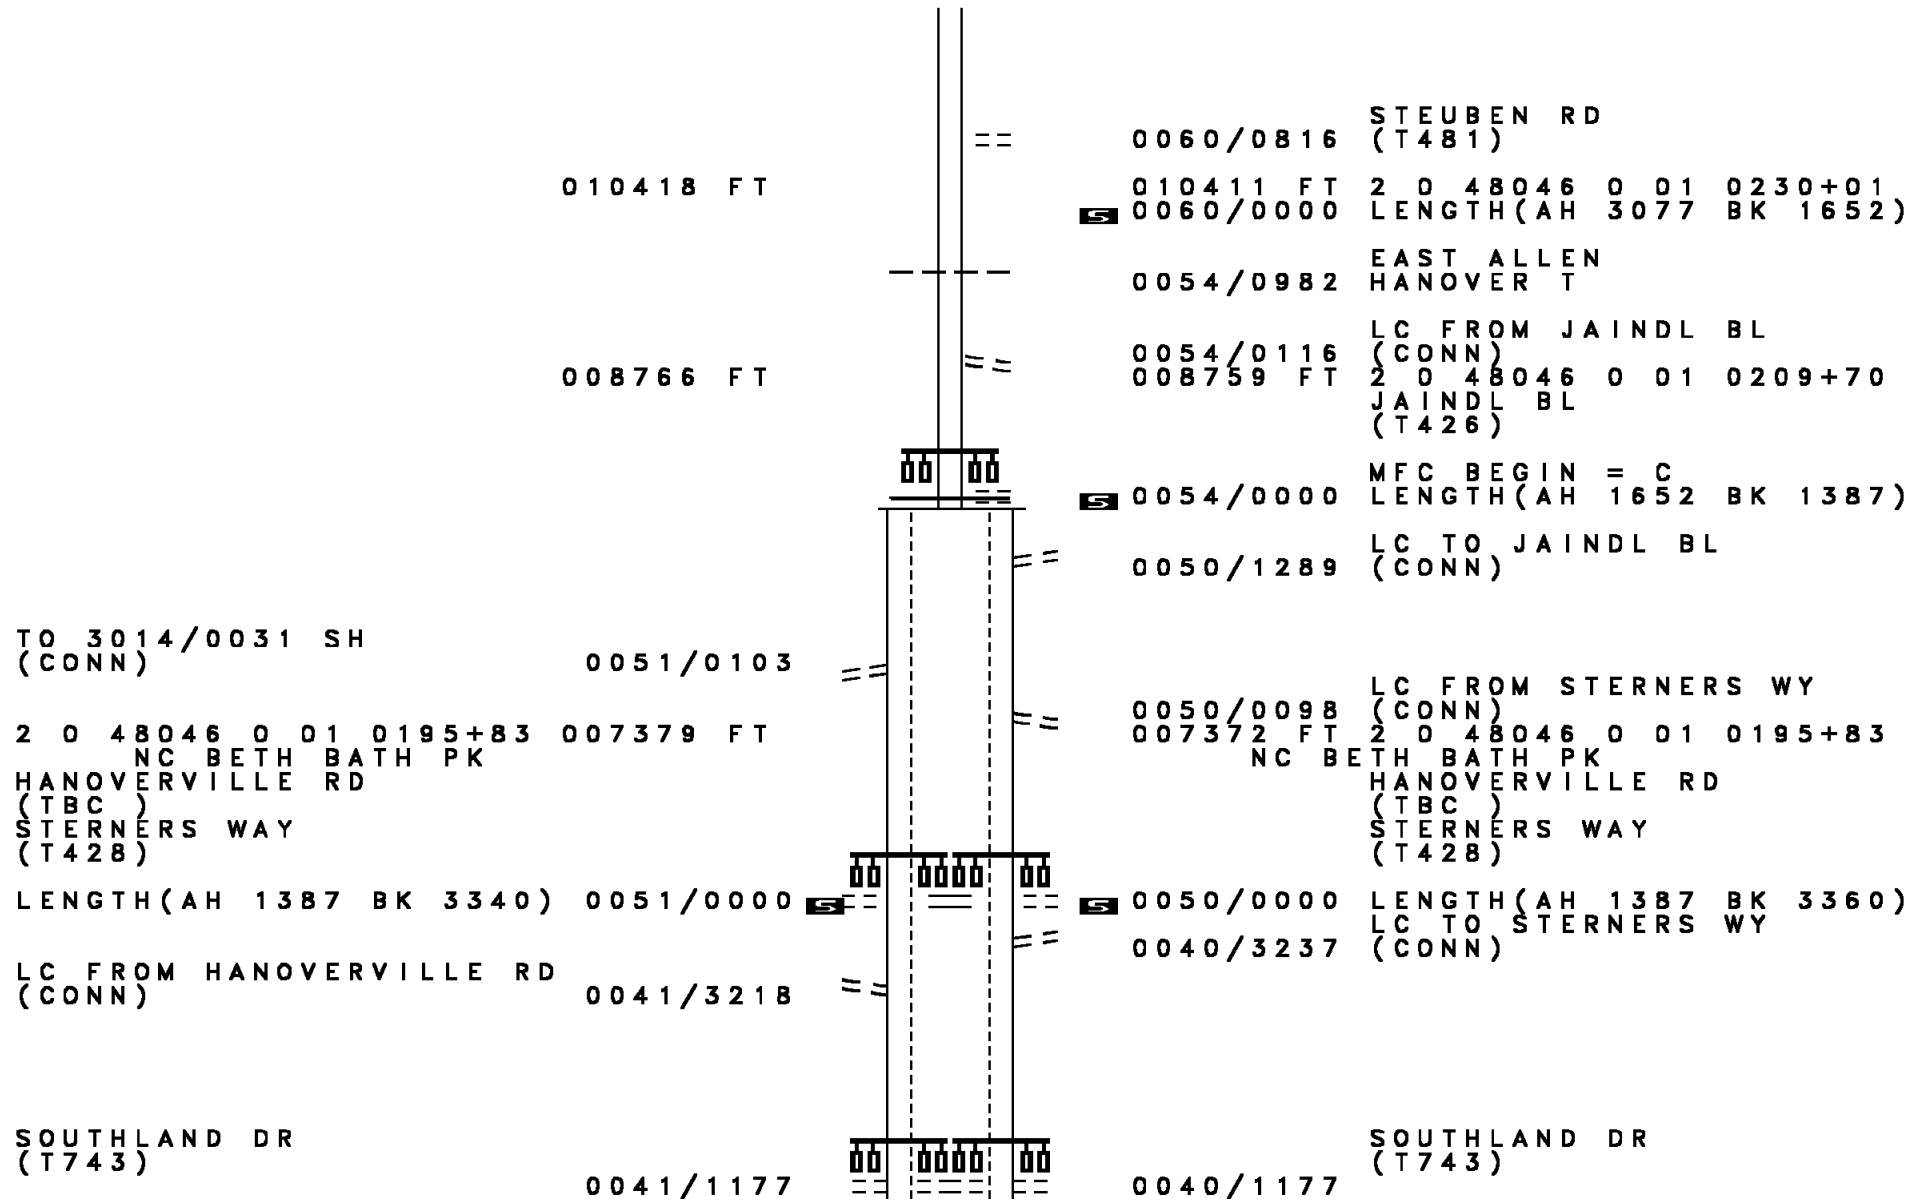 STEUBEN RD
0060/0816 (T481)
010418 FT 010411 FT 2 0 48046 0 01 0230+01
S 0060/0000 LENGTH(AH 3077 BK 1652)
EAST ALLEN
0054/0982 HANOVER T
LC FROM JAINDL BL
0054/0116 (CONN)
008766 FT 008759 FT 2 0 48046 0 01 0209+70
JAINDL BL
(T426)
MFC BEGIN = C
S 0054/0000 LENGTH(AH 1652 BK 1387)
LC TO JAINDL BL
0050/1289 (CONN)
TO 3014/0031 SH
(CONN) 0051/0103
LC FROM STERNERS WY
0050/0098 (CONN)
2 0 48046 0 01 0195+83 007379 FT 007372 FT 2 0 48046 0 01 0195+83
NC BETH BATH PK NC BETH BATH PK
HANOVERVILLE RD HANOVERVILLE RD
(TBC ) (TBC )
STERNERS WAY STERNERS WAY
(T428) (T428)
LENGTH(AH 1387 BK 3340) 0051/0000 S S 0050/0000 LENGTH(AH 1387 BK 3360)
LC TO STERNERS WY
0040/3237 (CONN)
LC FROM HANOVERVILLE RD
(CONN) 0041/3218
SOUTHLAND DR SOUTHLAND DR
(T743) (T743)
0041/1177 0040/1177